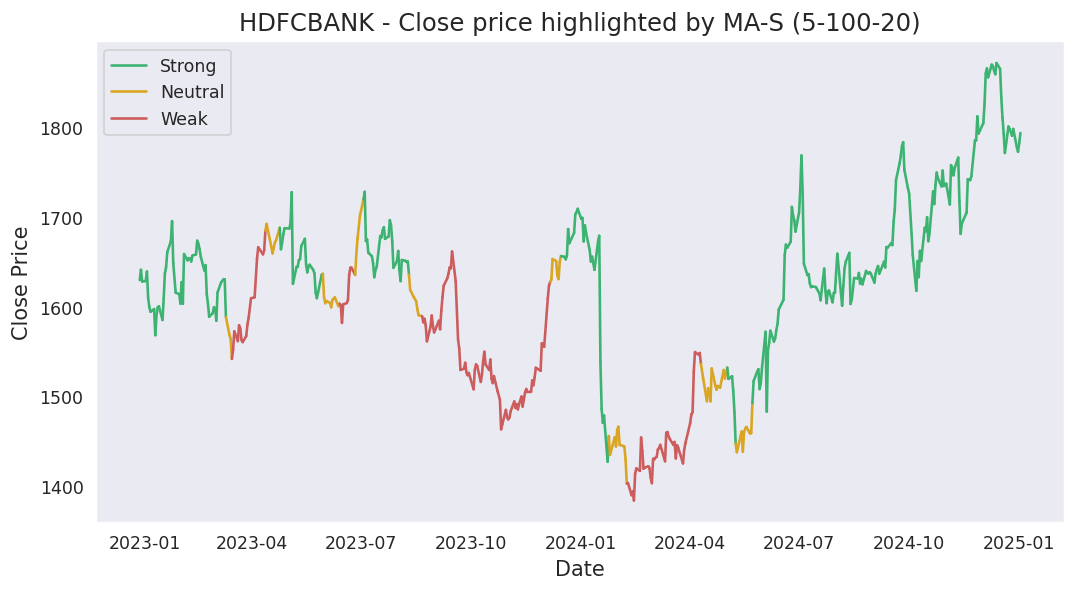 HDFCBANK - Close price highlighted by MA-S (5-100-20)
Strong
Neutral
Weak
Close Price
1800
1700
1600
1500
1400
2023-01 2023-04 2023-07 2023-10 2024-01 2024-04 2024-07 2024-10 2025-01
Date